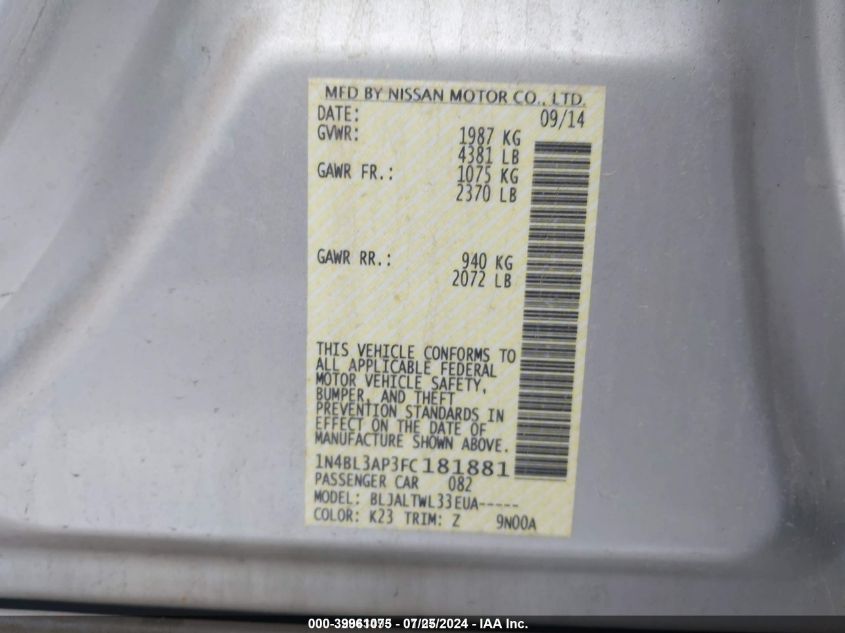 MFD BY NISSAN MOTOR CO., LTD.
DATE: 09/14
GVWR: 1987 KG
4381 LB
GAWR FR.: 1075 KG
2370 LB
GAWR RR.: 940 KG
2072 LB
THIS VEHICLE CONFORMS TO
ALL APPLICABLE FEDERAL
MOTOR VEHICLE SAFETY,
BUMPER, AND THEFT
PREVENTION STANDARDS IN
EFFECT ON THE DATE OF
MANUFACTURE SHOWN ABOVE.
1N4BL3AP3FC181881
PASSENGER CAR 082
MODEL: BLJALTWL33EUA-----
COLOR: K23 TRIM: Z 9N00A
000-39961075 - 07/25/2024 - IAA Inc.